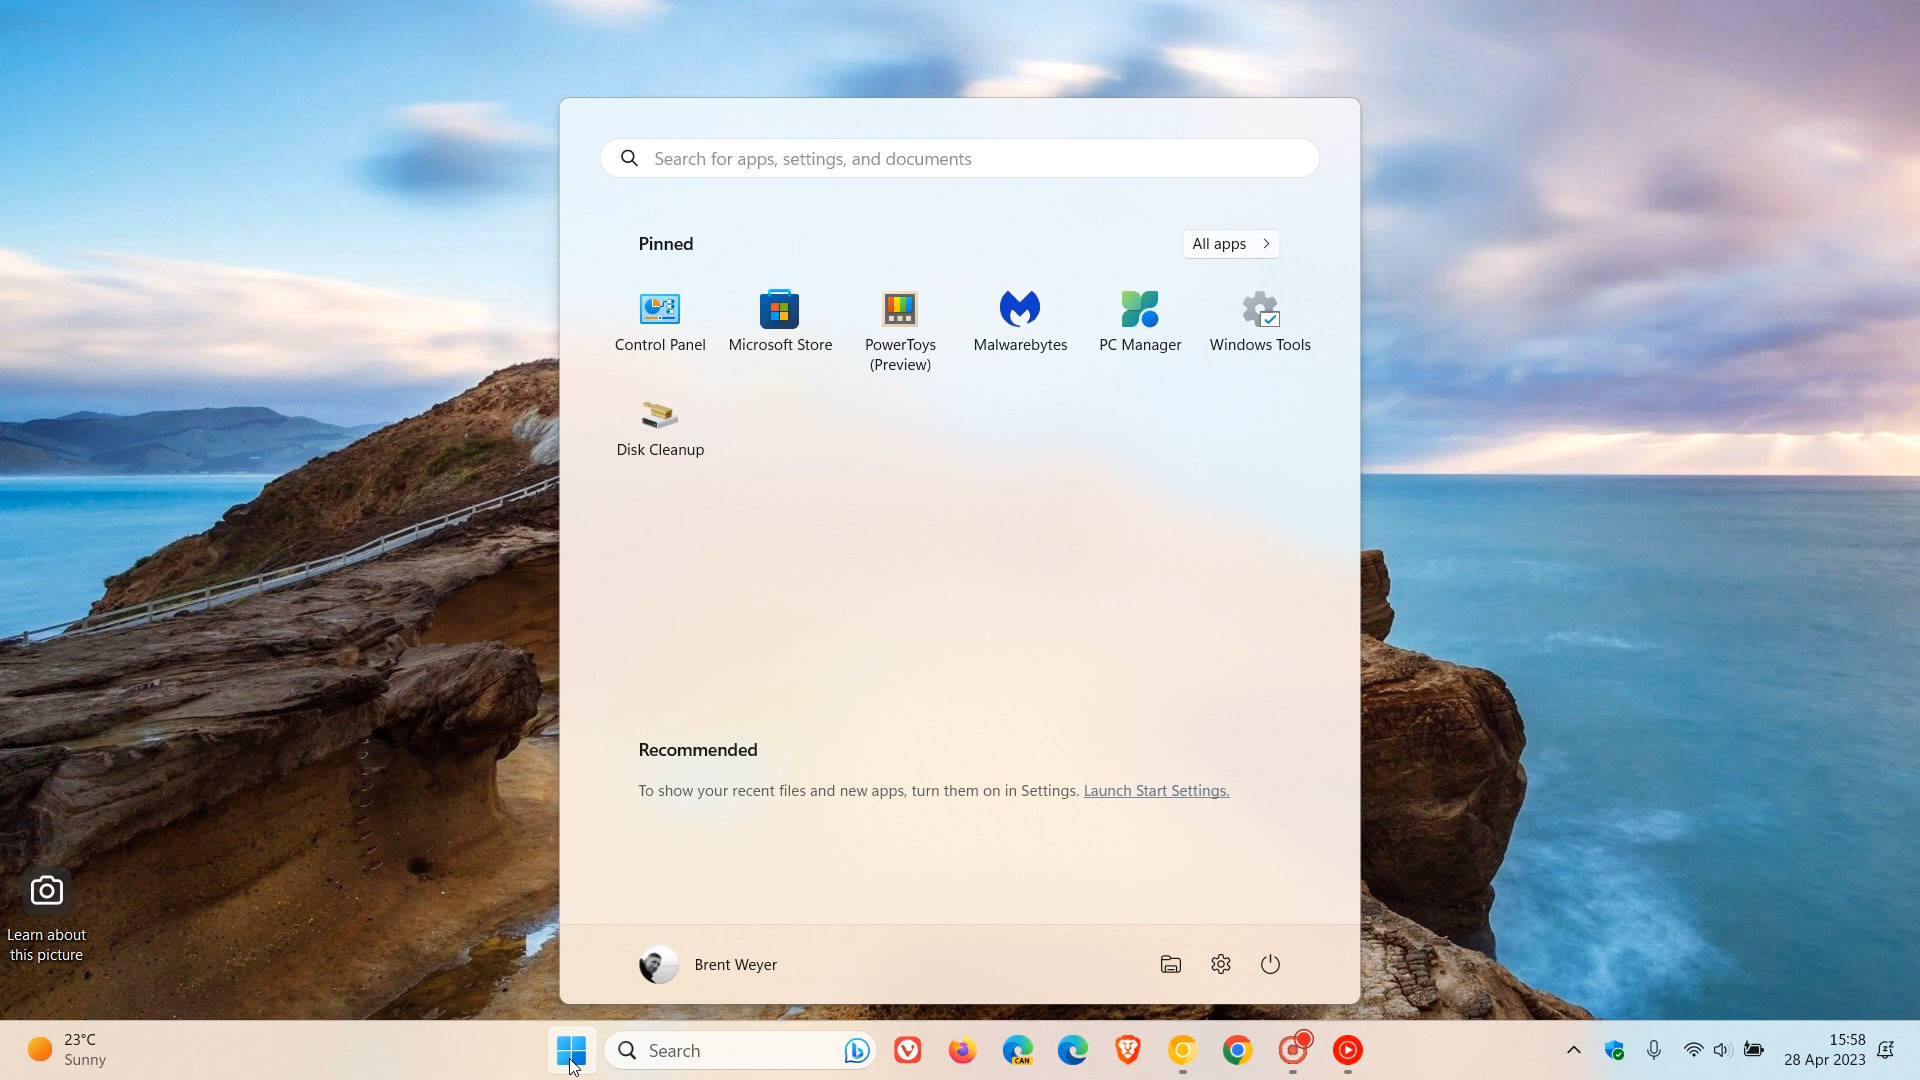 Search for apps, settings, and documents
Pinned
All apps
Control Panel
Microsoft Store
PowerToys
(Preview)
Malwarebytes
PC Manager
Windows Tools
Disk Cleanup
Recommended
To show your recent files and new apps, turn them on in Settings. Launch Start Settings.
Brent Weyer
Learn about
this picture
23°C
Sunny
Search
CAN
15:58
28 Apr 2023